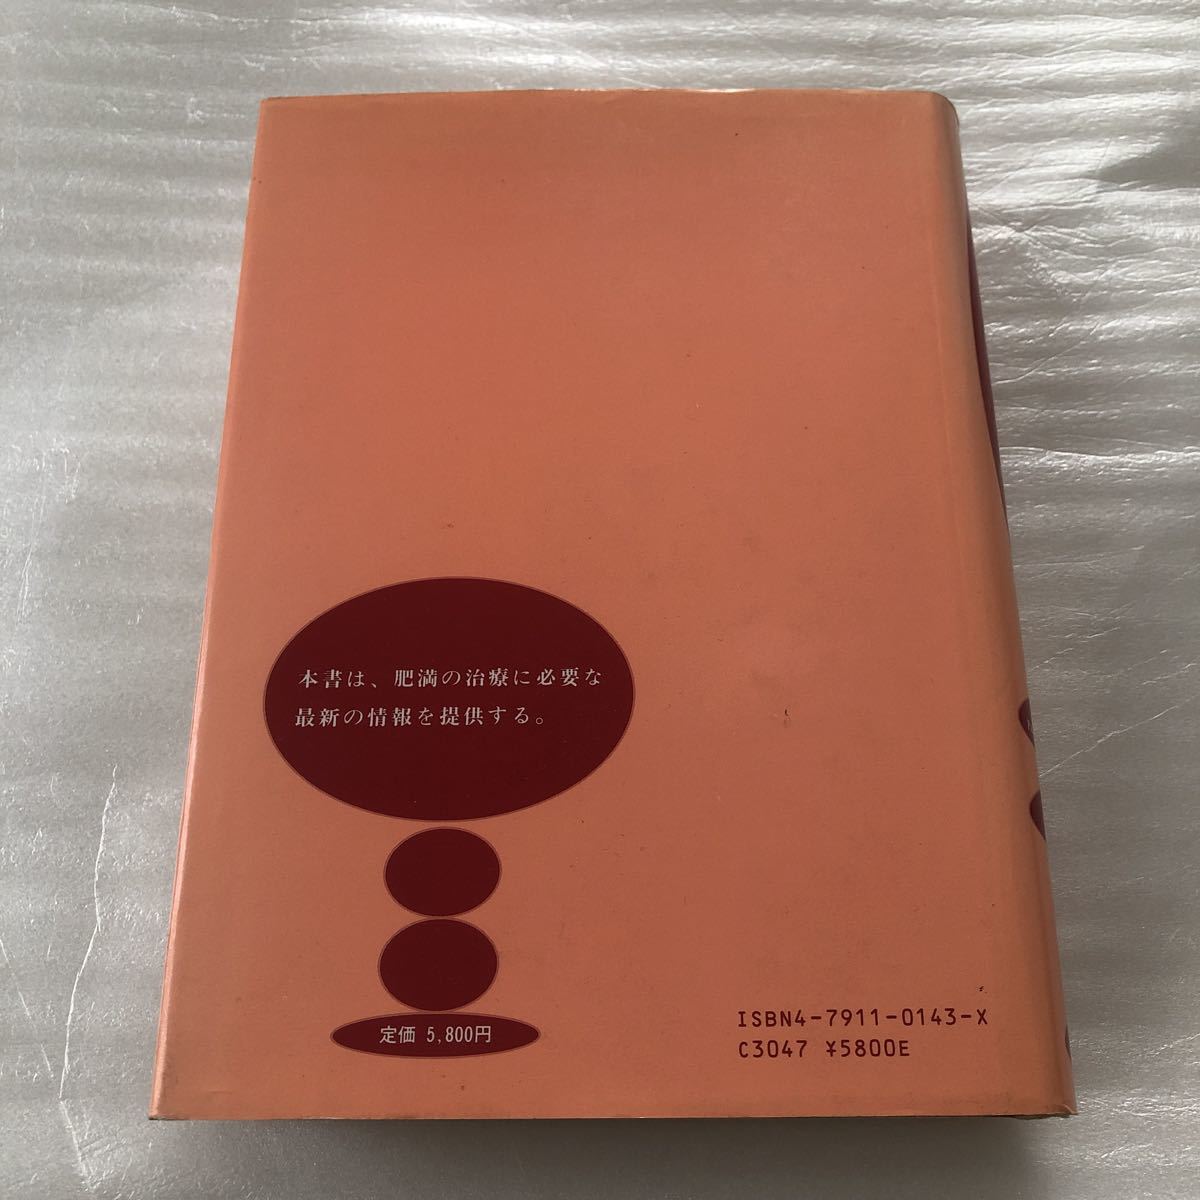 本書は、肥満の治療に必要な
最新の情報を提供する。
定価 5,800円
ISBN4-7911-0143-X
C3047 ¥5800E